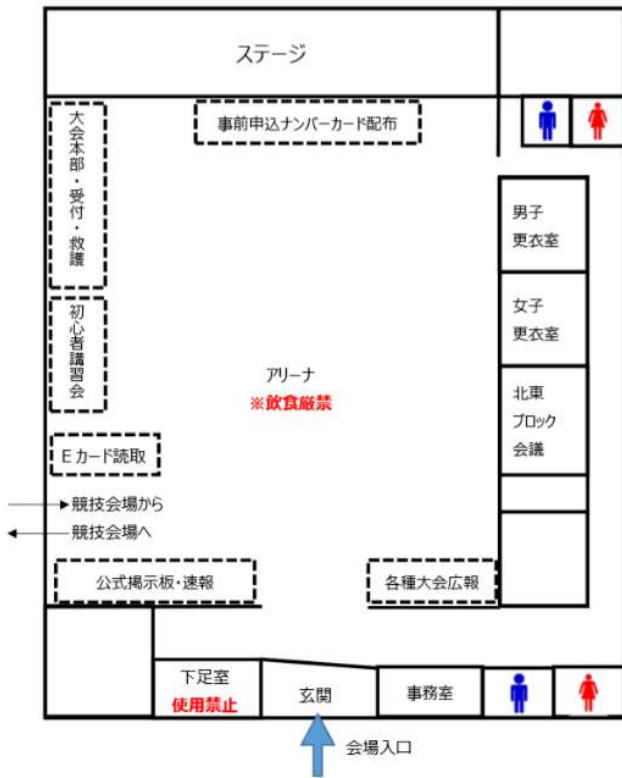 ステージ
事前申込ナンバーカード配布
大会本部・受付・救護
男子
更衣室
初心者講習会
女子
更衣室
アリーナ
※飲食厳禁
北東
ブロック
会議
Eカード読取
競技会場から
競技会場へ
公式掲示板・速報
各種大会広報
下足室
使用禁止
玄関
事務室
会場入口